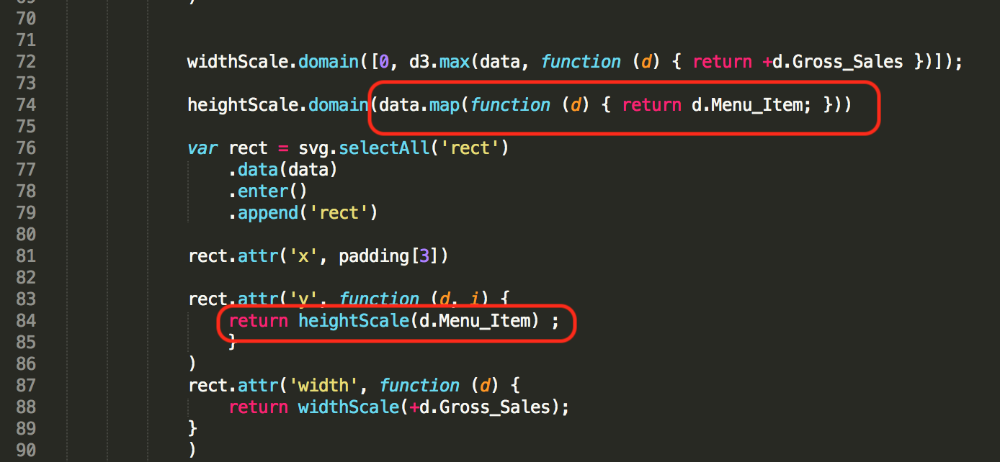 70
71
72 widthScale.domain([0, d3.max(data, function (d) { return +d.Gross_Sales })]);
73
74 heightScale.domain(data.map(function (d) { return d.Menu_Item; }))
75
76 var rect = svg.selectAll('rect')
77 .data(data)
78 .enter()
79 .append('rect')
80
81 rect.attr('x', padding[3])
82
83 rect.attr('y', function (d, i) {
84 return heightScale(d.Menu_Item) ;
85 }
86 )
87 rect.attr('width', function (d) {
88 return widthScale(+d.Gross_Sales);
89 }
90 )